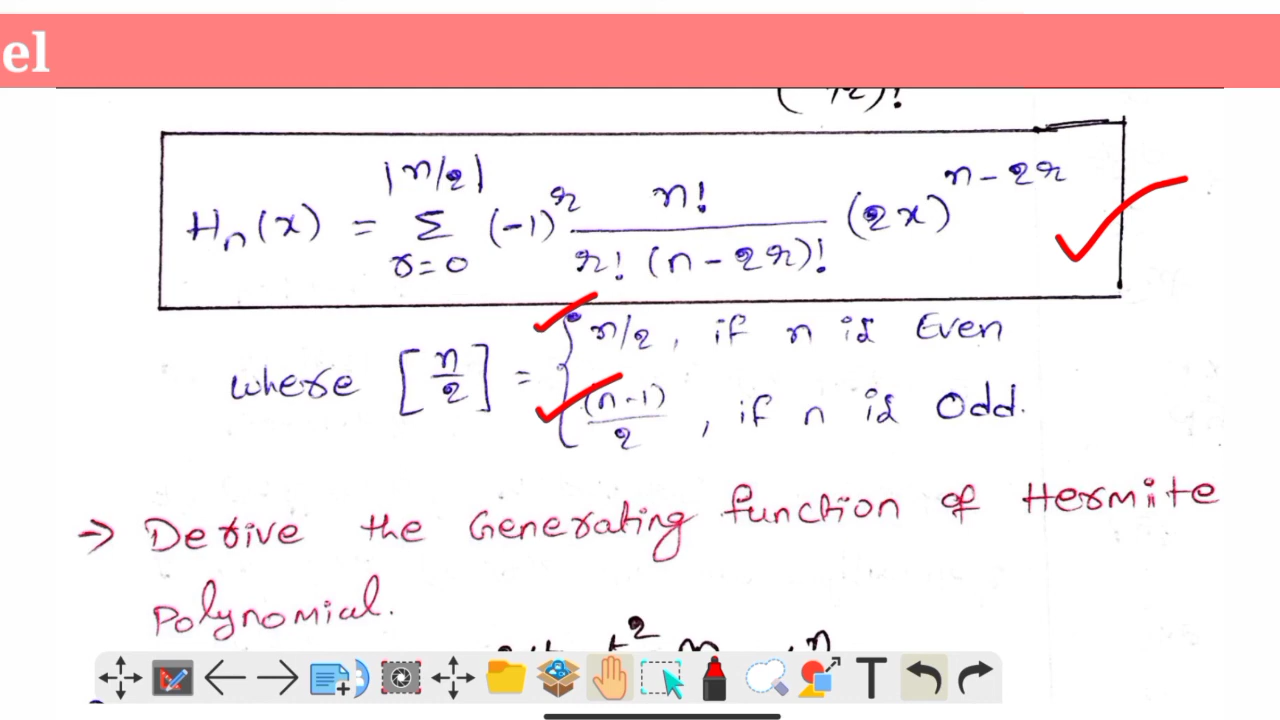 el
H_n(x) = Σ_{r=0}^{|n/2|} (-1)^r n! / r! (n-2r)! (2x)^{n-2r}
where [n/2] = { n/2, if n is Even
(n-1)/2, if n is Odd.
→ Derive the Generating function of Hermite
Polynomial.
T